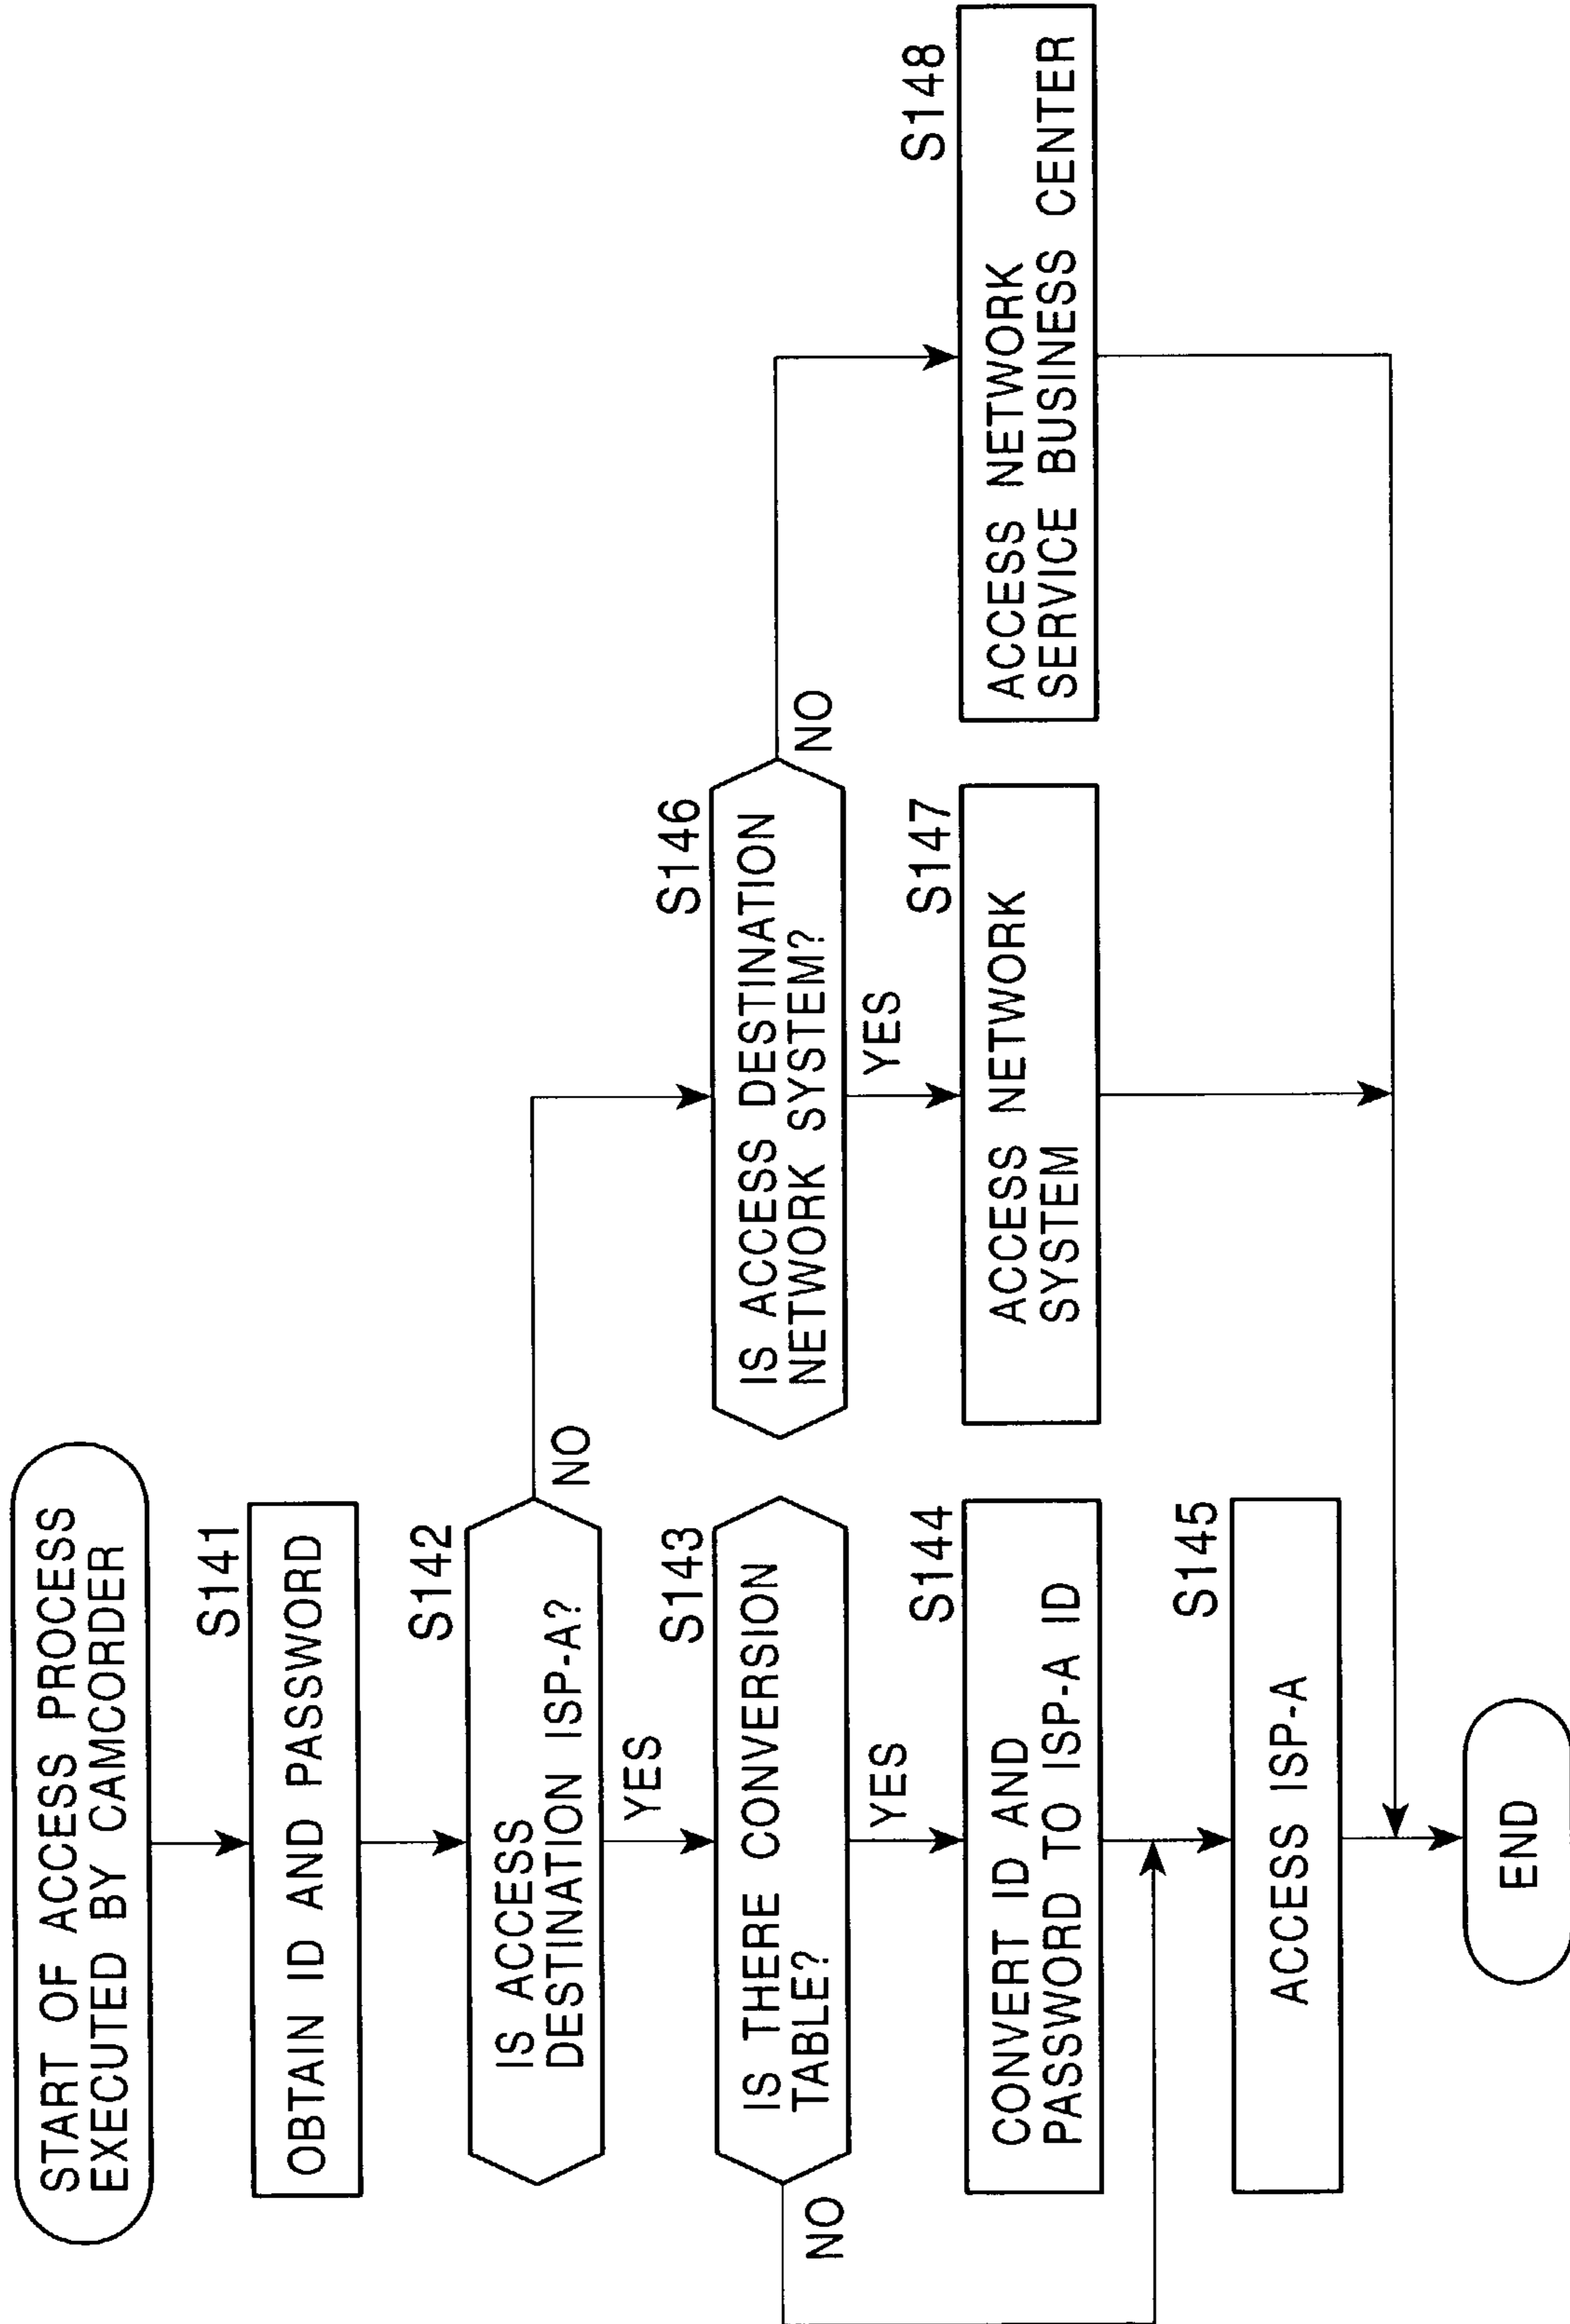 START OF ACCESS PROCESS
EXECUTED BY CAMCORDER
S141
OBTAIN ID AND PASSWORD
S142
IS ACCESS
DESTINATION ISP-A?
NO
YES
S143
IS THERE CONVERSION
TABLE?
NO
YES
S144
CONVERT ID AND
PASSWORD TO ISP-A ID
S145
ACCESS ISP-A
S146
IS ACCESS DESTINATION
NETWORK SYSTEM?
NO
YES
S147
ACCESS NETWORK
SYSTEM
S148
ACCESS NETWORK
SERVICE BUSINESS CENTER
END